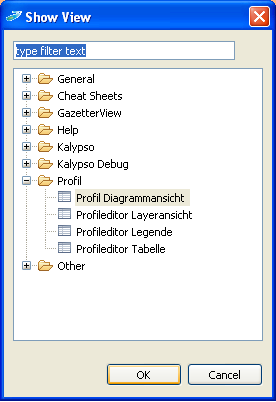 Show View
type filter text
General
Cheat Sheets
GazetterView
Help
Kalypso
Kalypso Debug
Profil
Profil Diagrammansicht
Profileditor Layeransicht
Profileditor Legende
Profileditor Tabelle
Other
OK
Cancel